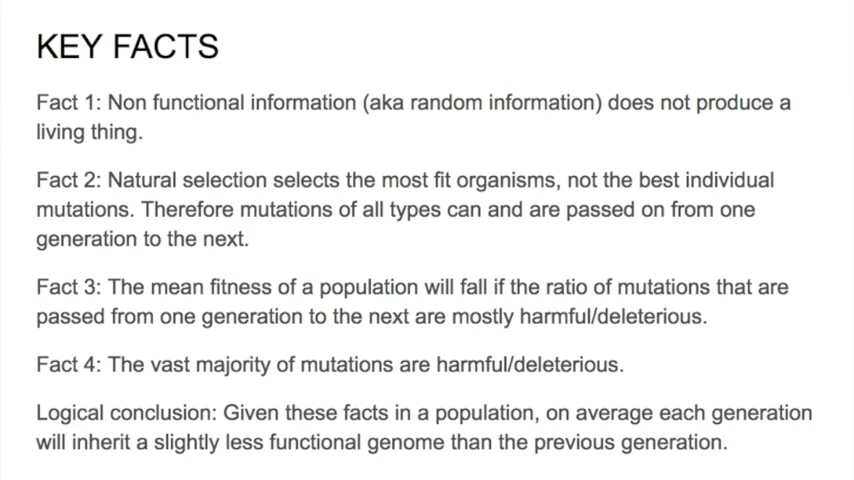 KEY FACTS
Fact 1: Non functional information (aka random information) does not produce a
living thing.
Fact 2: Natural selection selects the most fit organisms, not the best individual
mutations. Therefore mutations of all types can and are passed on from one
generation to the next.
Fact 3: The mean fitness of a population will fall if the ratio of mutations that are
passed from one generation to the next are mostly harmful/deleterious.
Fact 4: The vast majority of mutations are harmful/deleterious.
Logical conclusion: Given these facts in a population, on average each generation
will inherit a slightly less functional genome than the previous generation.